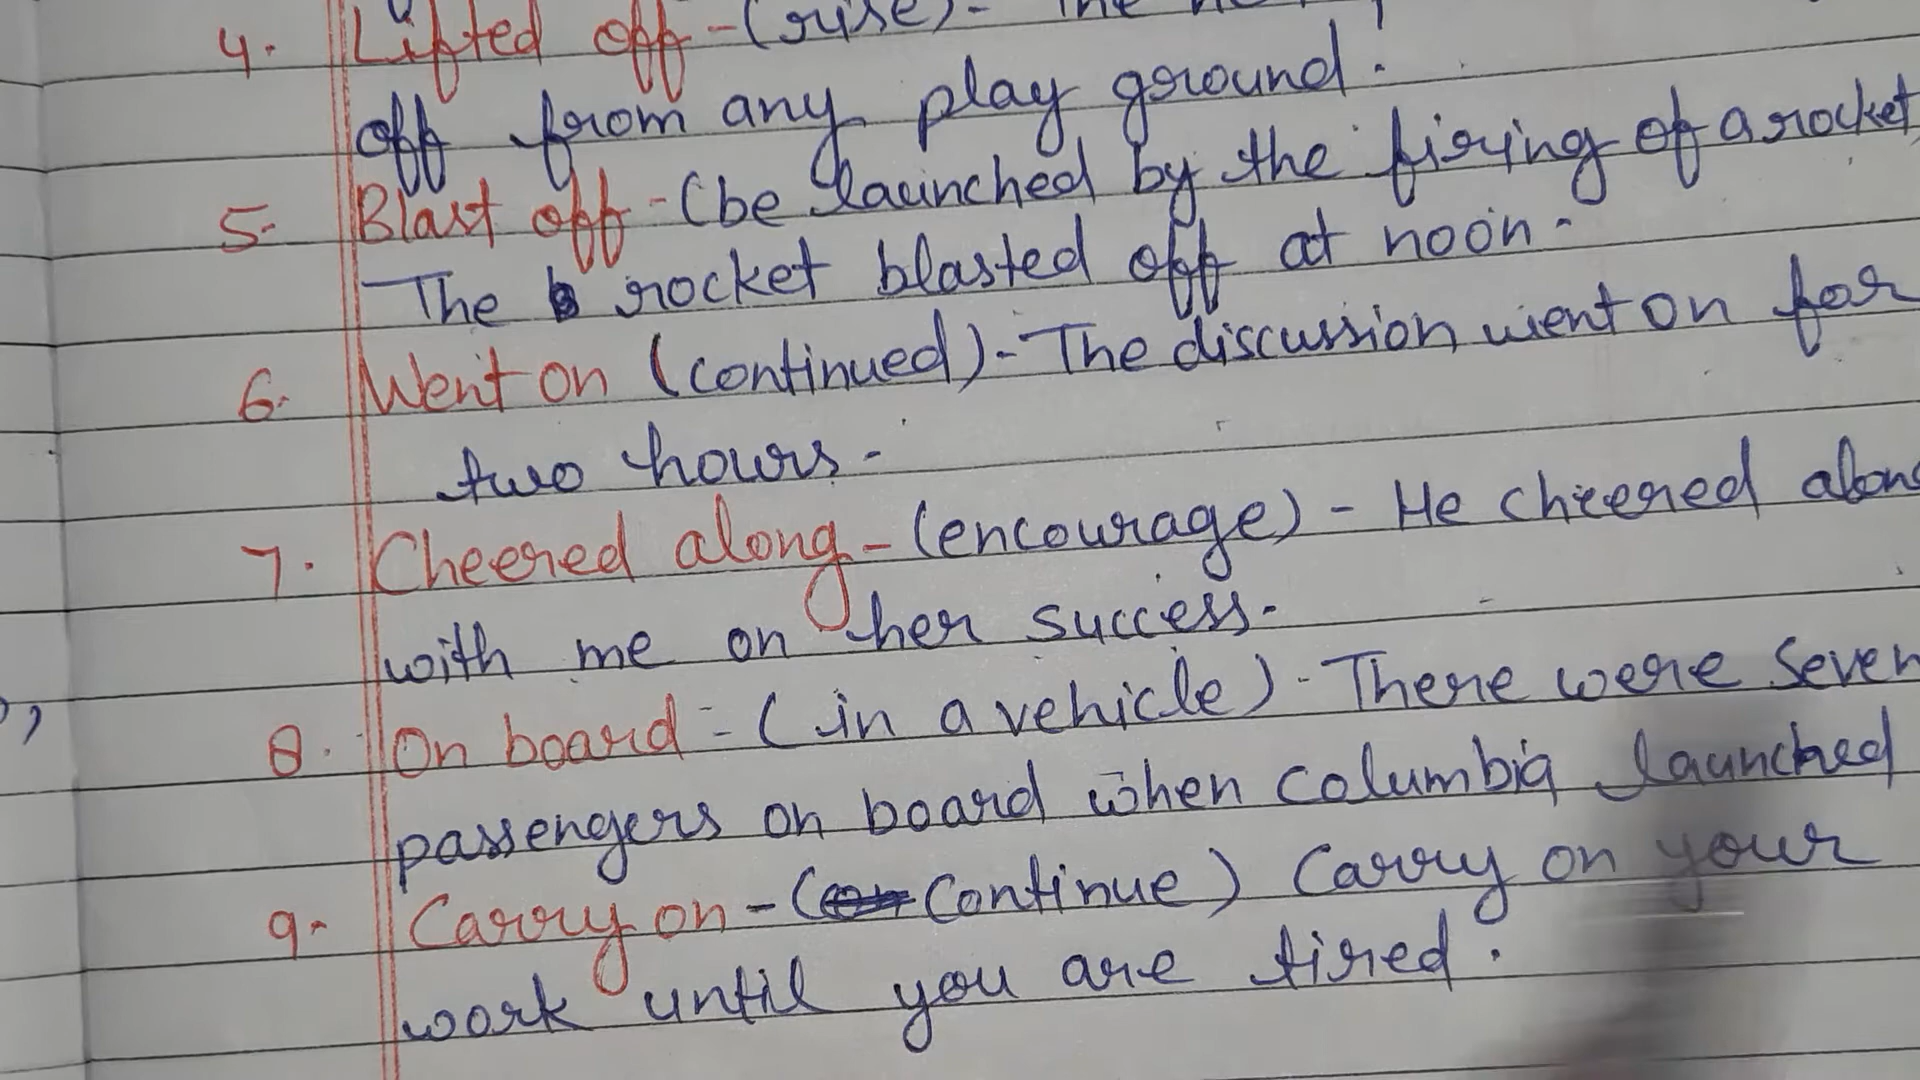 4. Lifted off - (rise). The
off from any play ground.
5. Blast off - (be launched by the firing of a rocket
The rocket blasted off at noon.
6. Went on (continued) - The discussion went on for
two hours.
7. Cheered along - (encourage) - He cheered along
with me on her success.
8. On board - (in a vehicle). There were seven
passengers on board when columbia launched
9. Carry on - (continue) Carry on your
work until you are tired.